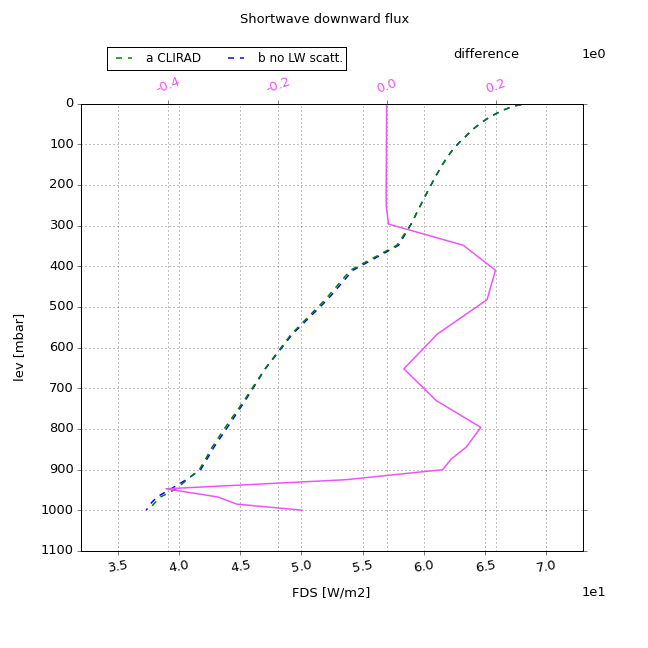 Shortwave downward flux
a CLIRAD b no LW scatt. difference 1e0
-0.4 -0.2 0.0 0.2
0
100
200
300
400
500
600
700
800
900
1000
1100
lev [mbar]
3.5 4.0 4.5 5.0 5.5 6.0 6.5 7.0
FDS [W/m2] 1e1